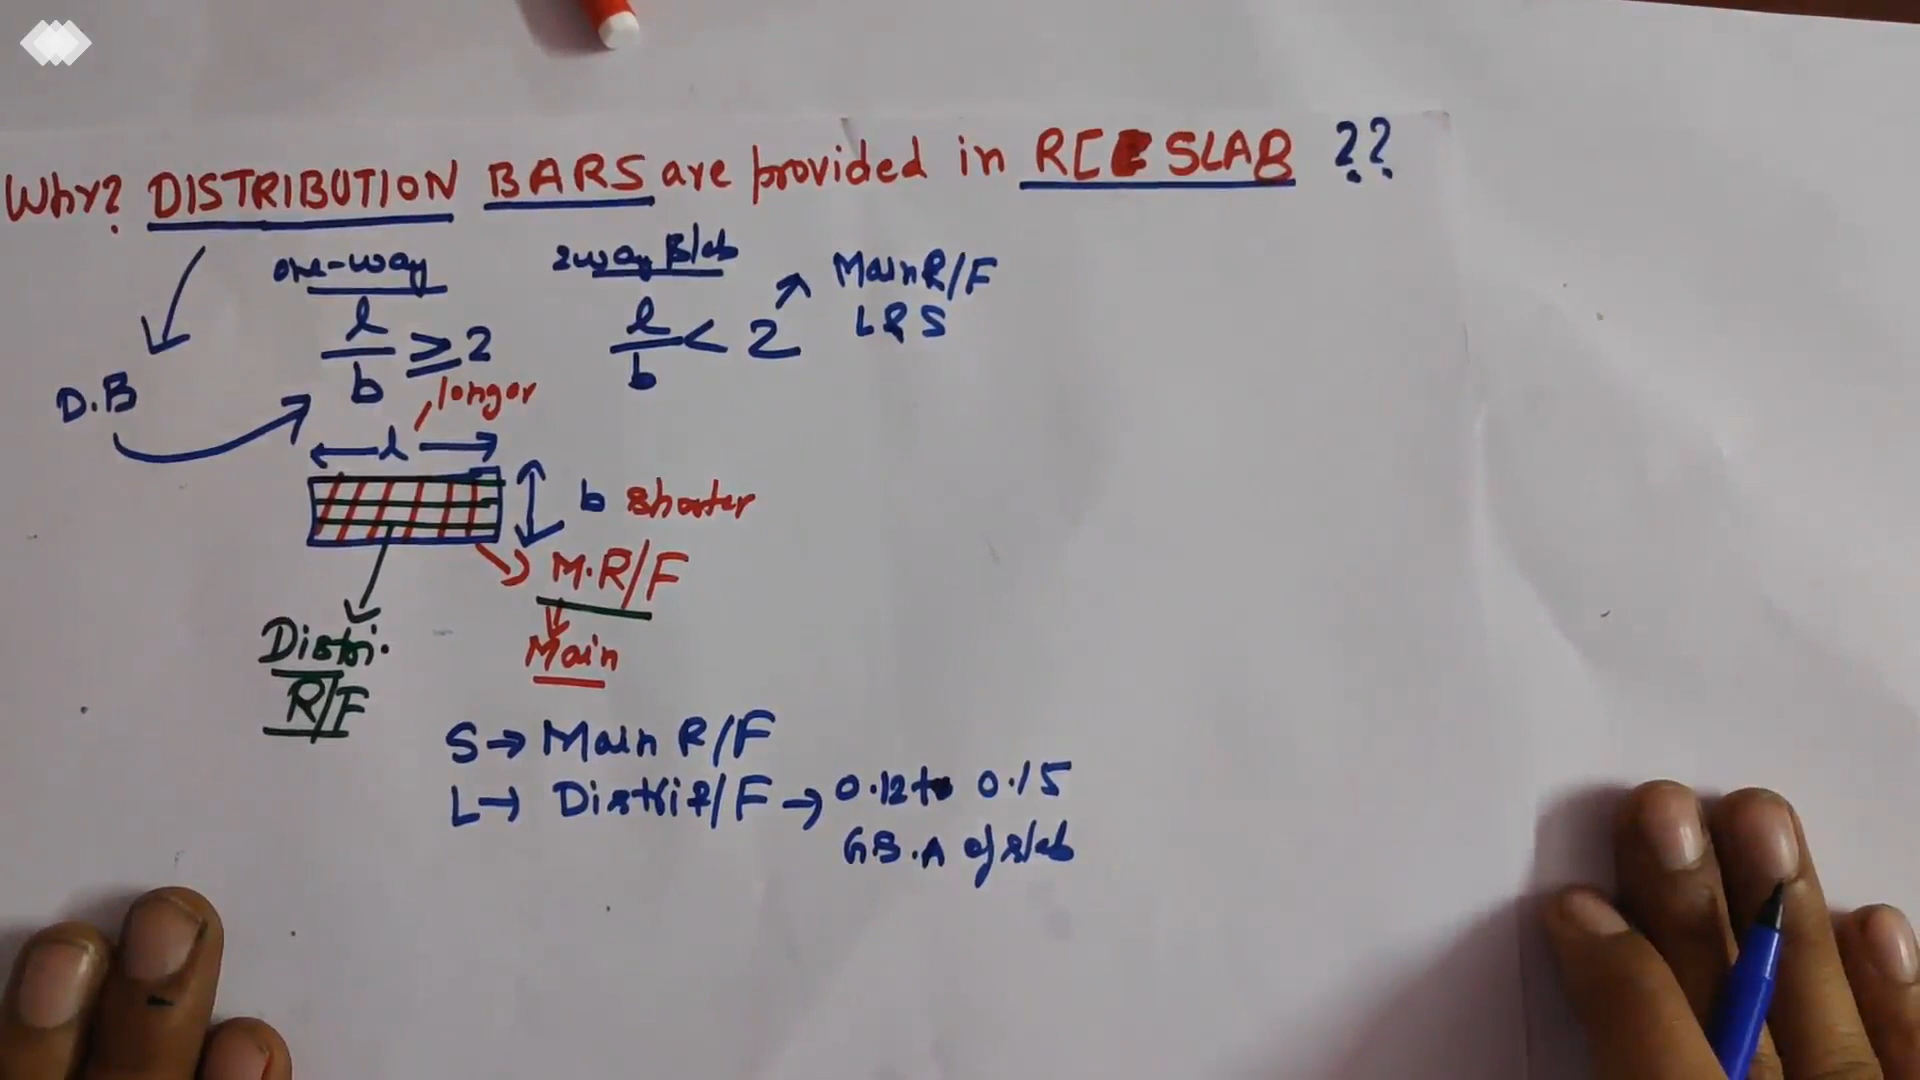 Why? DISTRIBUTION BARS are provided in RCC SLAB ??
one-way
2way Slab
l/b ≥ 2
l/b < 2
Main R/F
L & S
D.B
longer
l
b shorter
M.R/F
Main
Distri.
R/F
S → Main R/F
L → Distri R/F → 0.12 to 0.15
of slab